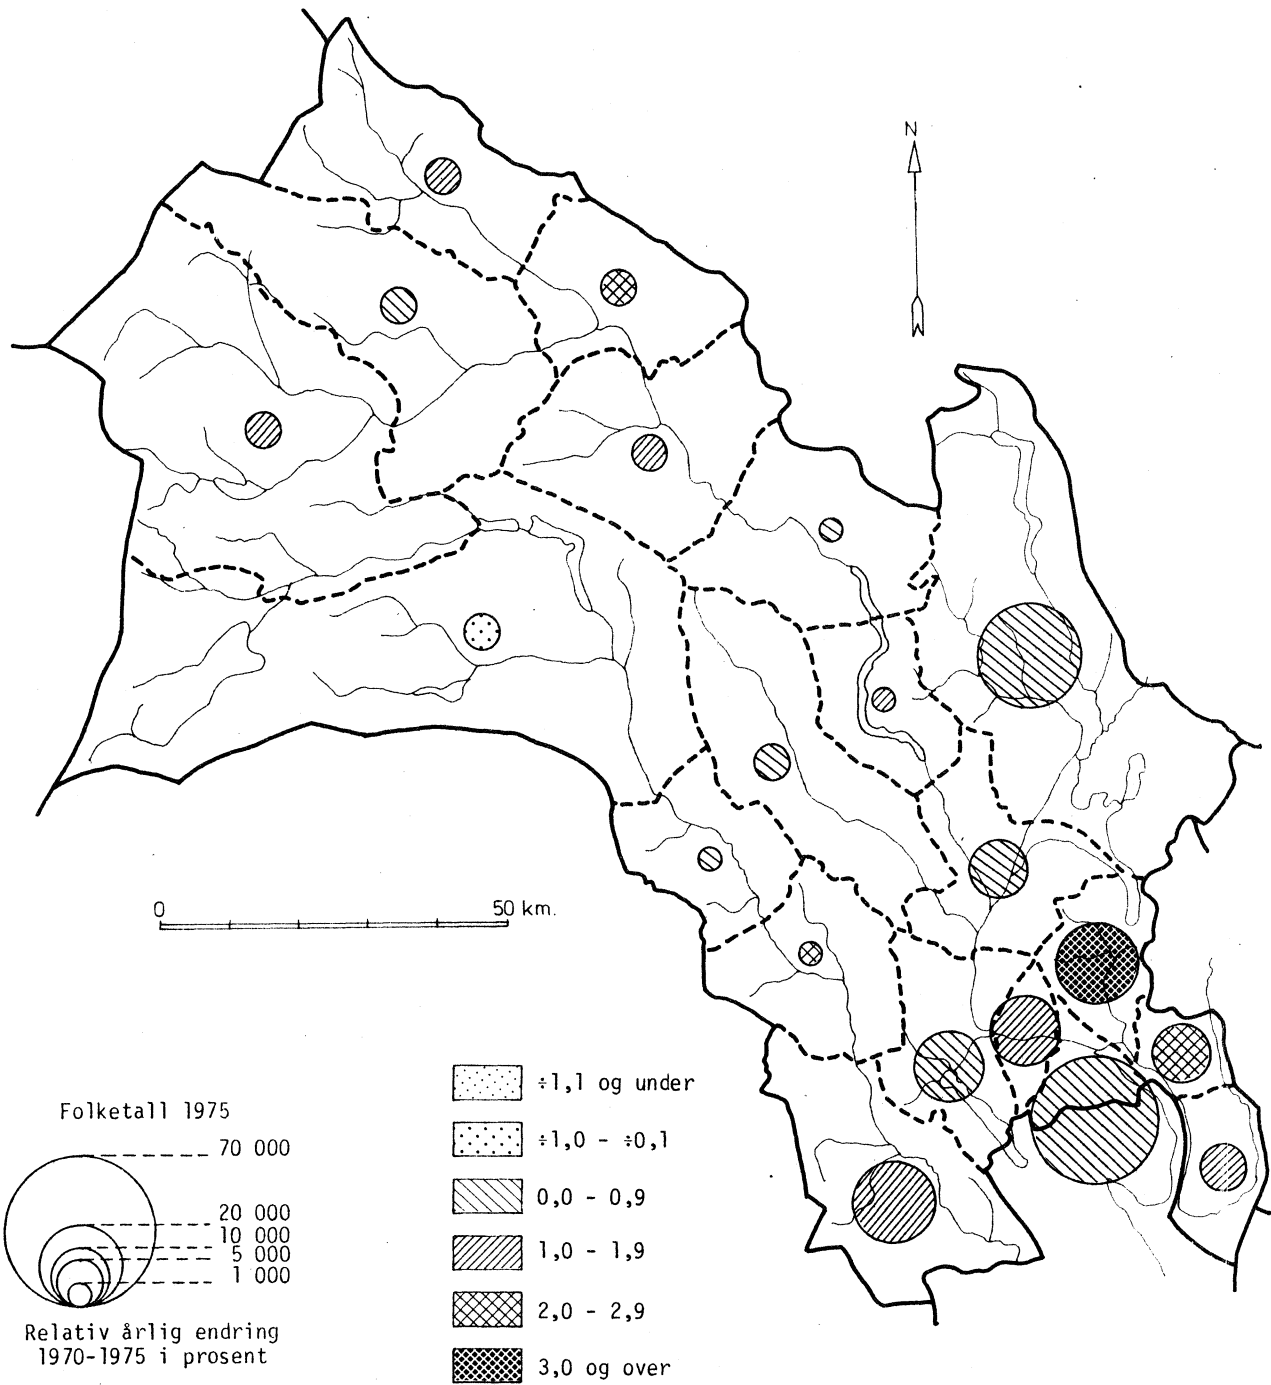 N
0 50 km.
Folketall 1975
70 000
20 000
10 000
5 000
1 000
Relativ årlig endring
1970-1975 i prosent
÷1,1 og under
÷1,0 - ÷0,1
0,0 - 0,9
1,0 - 1,9
2,0 - 2,9
3,0 og over